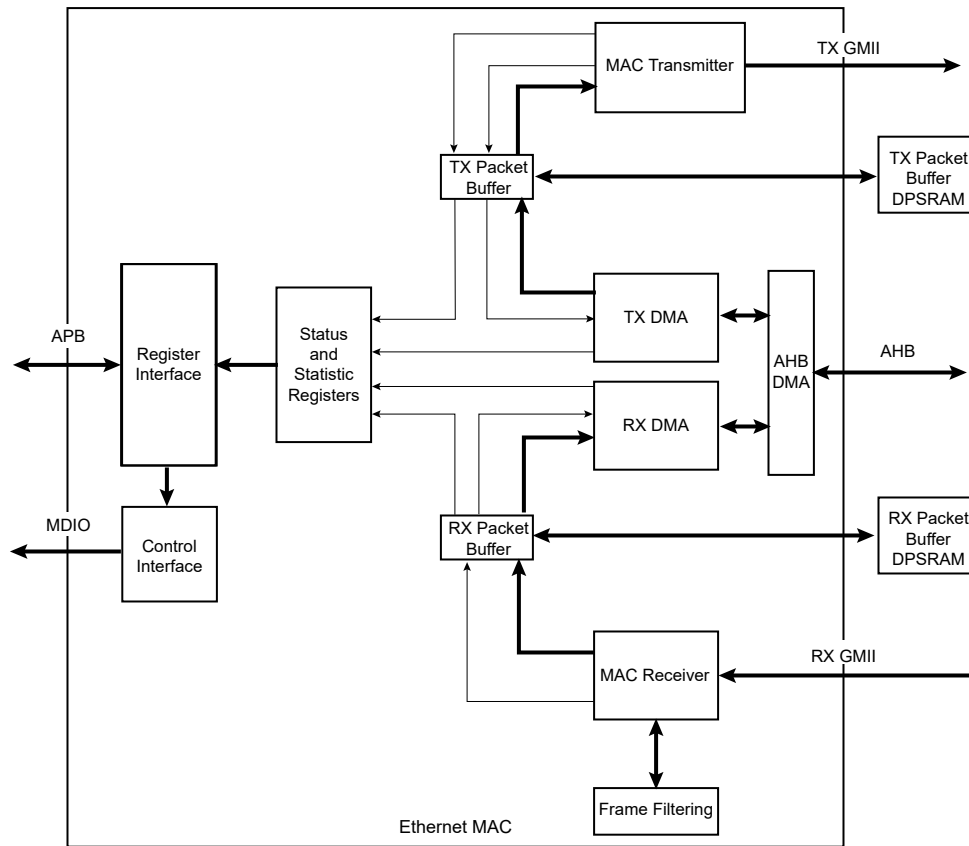 TX GMII
MAC Transmitter
TX Packet
Buffer
TX Packet
Buffer
DPSRAM
APB
Register
Interface
Status
and
Statistic
Registers
TX DMA
AHB
DMA
AHB
RX DMA
MDIO
Control
Interface
RX Packet
Buffer
RX Packet
Buffer
DPSRAM
RX GMII
MAC Receiver
Frame Filtering
Ethernet MAC